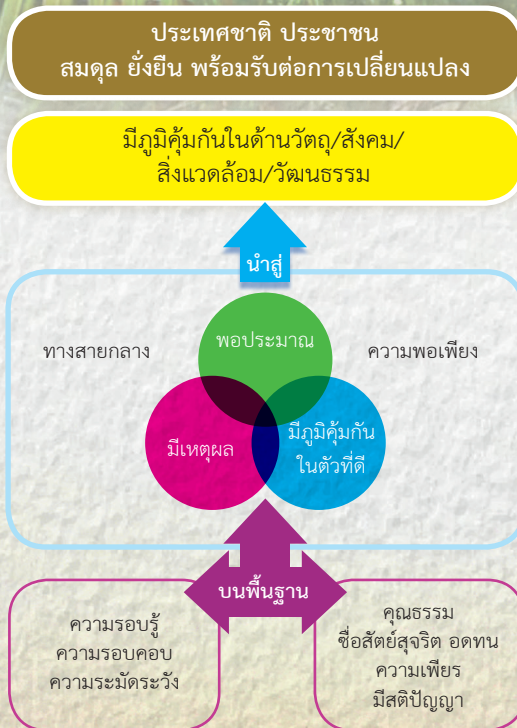 ประเทศชาติ ประชาชน
สมดุล ยั่งยืน พร้อมรับต่อการเปลี่ยนแปลง
มีภูมิคุ้มกันในด้านวัตถุ/สังคม/
สิ่งแวดล้อม/วัฒนธรรม
นำสู่
ทางสายกลาง
พอประมาณ
ความพอเพียง
มีเหตุผล
มีภูมิคุ้มกัน
ในตัวที่ดี
บนพื้นฐาน
ความรอบรู้
ความรอบคอบ
ความระมัดระวัง
คุณธรรม
ซื่อสัตย์สุจริต อดทน
ความเพียร
มีสติปัญญา